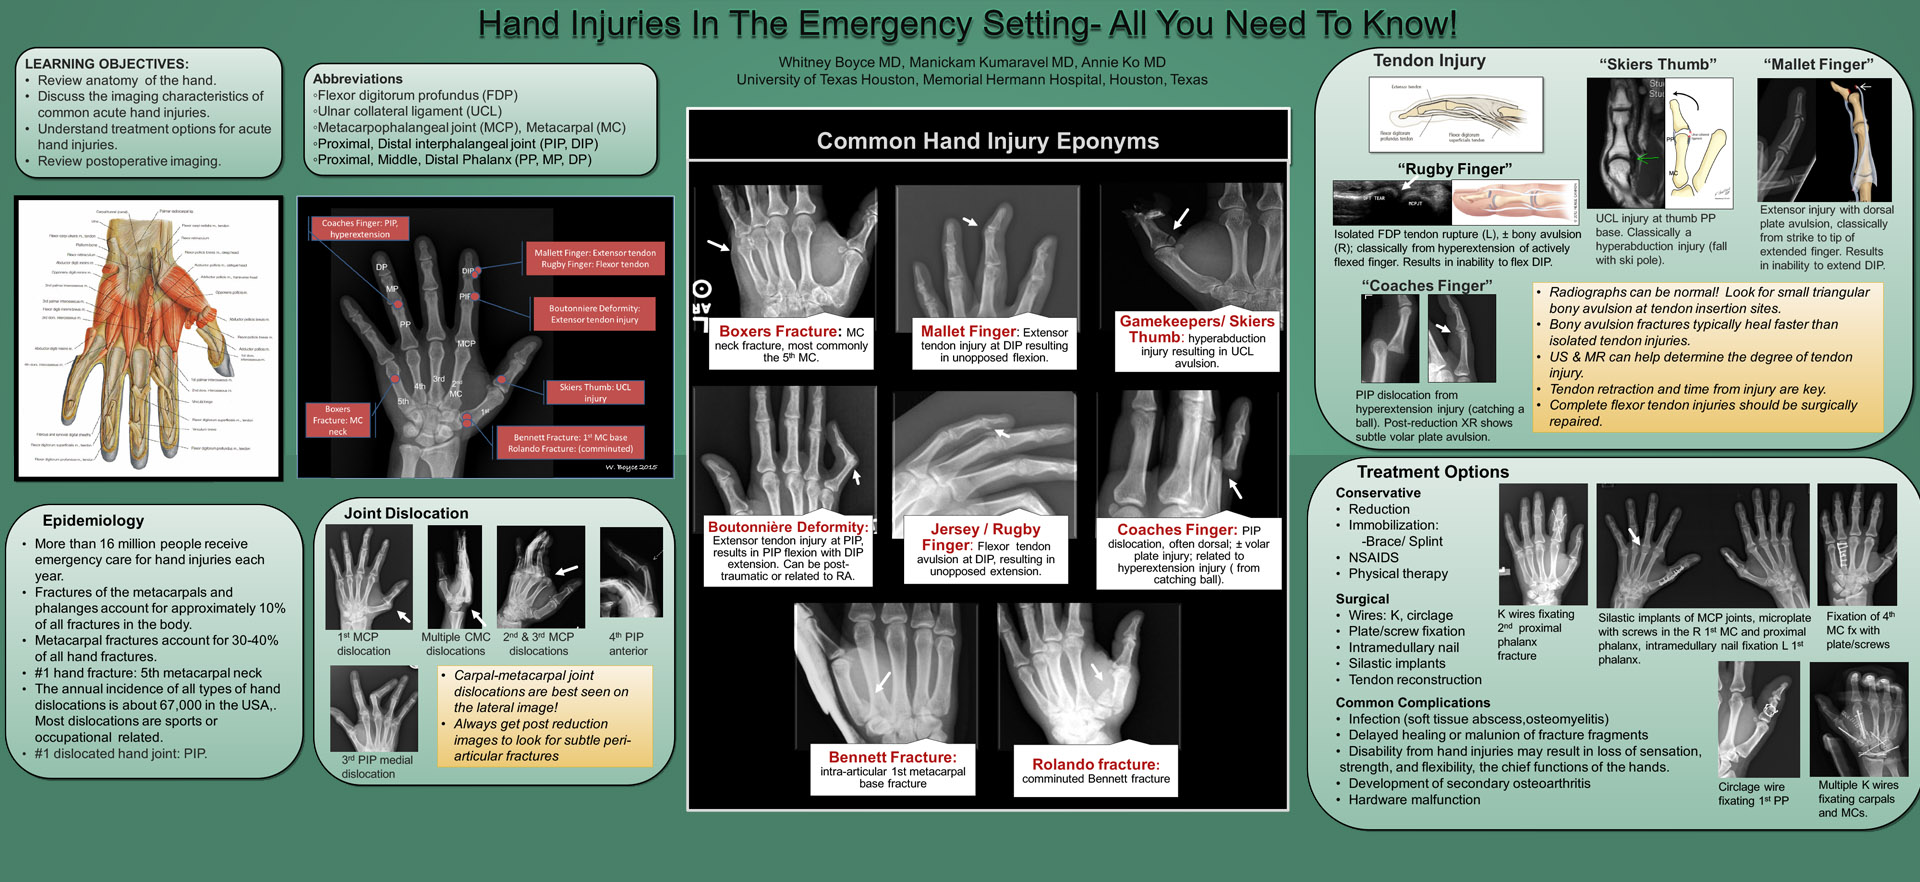 Hand Injuries In The Emergency Setting- All You Need To Know!
Whitney Boyce MD, Manickam Kumaravel MD, Annie Ko MD
University of Texas Houston, Memorial Hermann Hospital, Houston, Texas
LEARNING OBJECTIVES:
• Review anatomy of the hand.
• Discuss the imaging characteristics of
common acute hand injuries.
• Understand treatment options for acute
hand injuries.
• Review postoperative imaging.
Abbreviations
◦Flexor digitorum profundus (FDP)
◦Ulnar collateral ligament (UCL)
◦Metacarpophalangeal joint (MCP), Metacarpal (MC)
◦Proximal, Distal interphalangeal joint (PIP, DIP)
◦Proximal, Middle, Distal Phalanx (PP, MP, DP)
Coaches Finger: PIP,
hyperextension
Mallett Finger: Extensor tendon
Rugby Finger: Flexor tendon
Boutonniere Deformity:
Extensor tendon injury
Skiers Thumb: UCL
injury
Boxers
Fracture: MC
neck
Bennett Fracture: 1st MC base
Rolando Fracture: (comminuted)
DP
MP
PP
DIP
PIP
MCP
5th
4th
3rd
2nd
MC
1st
W. Boyce 2015
Epidemiology
• More than 16 million people receive
emergency care for hand injuries each
year.
• Fractures of the metacarpals and
phalanges account for approximately 10%
of all fractures in the body.
• Metacarpal fractures account for 30-40%
of all hand fractures.
• #1 hand fracture: 5th metacarpal neck
• The annual incidence of all types of hand
dislocations is about 67,000 in the USA,.
Most dislocations are sports or
occupational related.
• #1 dislocated hand joint: PIP.
Joint Dislocation
1st MCP
dislocation
Multiple CMC
dislocations
2nd & 3rd MCP
dislocations
4th PIP
anterior
3rd PIP medial
dislocation
• Carpal-metacarpal joint
dislocations are best seen on
the lateral image!
• Always get post reduction
images to look for subtle peri-
articular fractures
Common Hand Injury Eponyms
Boxers Fracture: MC
neck fracture, most commonly
the 5th MC.
Mallet Finger: Extensor
tendon injury at DIP resulting
in unopposed flexion.
Gamekeepers/ Skiers
Thumb: hyperabduction
injury resulting in UCL
avulsion.
Boutonnière Deformity:
Extensor tendon injury at PIP,
results in PIP flexion with DIP
extension. Can be post-
traumatic or related to RA.
Jersey / Rugby
Finger: Flexor tendon
avulsion at DIP, resulting in
unopposed extension.
Coaches Finger: PIP
dislocation, often dorsal; ± volar
plate injury; related to
hyperextension injury ( from
catching ball).
Bennett Fracture:
intra-articular 1st metacarpal
base fracture
Rolando fracture:
comminuted Bennett fracture
Tendon Injury
Extensor tendon
Flexor digitorum
profundus, tendon
Flexor digitorum
superficialis, tendon
"Rugby Finger"
Isolated FDP tendon rupture (L), ± bony avulsion
(R); classically from hyperextension of actively
flexed finger. Results in inability to flex DIP.
"Skiers Thumb"
PP
MC
UCL injury at thumb PP
base. Classically a
hyperabduction injury (fall
with ski pole).
"Mallet Finger"
Extensor injury with dorsal
plate avulsion, classically
from strike to tip of
extended finger. Results
in inability to extend DIP.
"Coaches Finger"
PIP dislocation from
hyperextension injury (catching a
ball). Post-reduction XR shows
subtle volar plate avulsion.
• Radiographs can be normal! Look for small triangular
bony avulsion at tendon insertion sites.
• Bony avulsion fractures typically heal faster than
isolated tendon injuries.
• US & MR can help determine the degree of tendon
injury.
• Tendon retraction and time from injury are key.
• Complete flexor tendon injuries should be surgically
repaired.
Treatment Options
Conservative
• Reduction
• Immobilization:
-Brace/ Splint
• NSAIDS
• Physical therapy
Surgical
• Wires: K, circlage
• Plate/screw fixation
• Intramedullary nail
• Silastic implants
• Tendon reconstruction
Common Complications
• Infection (soft tissue abscess,osteomyelitis)
• Delayed healing or malunion of fracture fragments
• Disability from hand injuries may result in loss of sensation,
strength, and flexibility, the chief functions of the hands.
• Development of secondary osteoarthritis
• Hardware malfunction
K wires fixating
2nd proximal
phalanx
fracture
Silastic implants of MCP joints, microplate
with screws in the R 1st MC and proximal
phalanx, intramedullary nail fixation L 1st
phalanx.
Fixation of 4th
MC fx with
plate/screws
Circlage wire
fixating 1st PP
Multiple K wires
fixating carpals
and MCs.